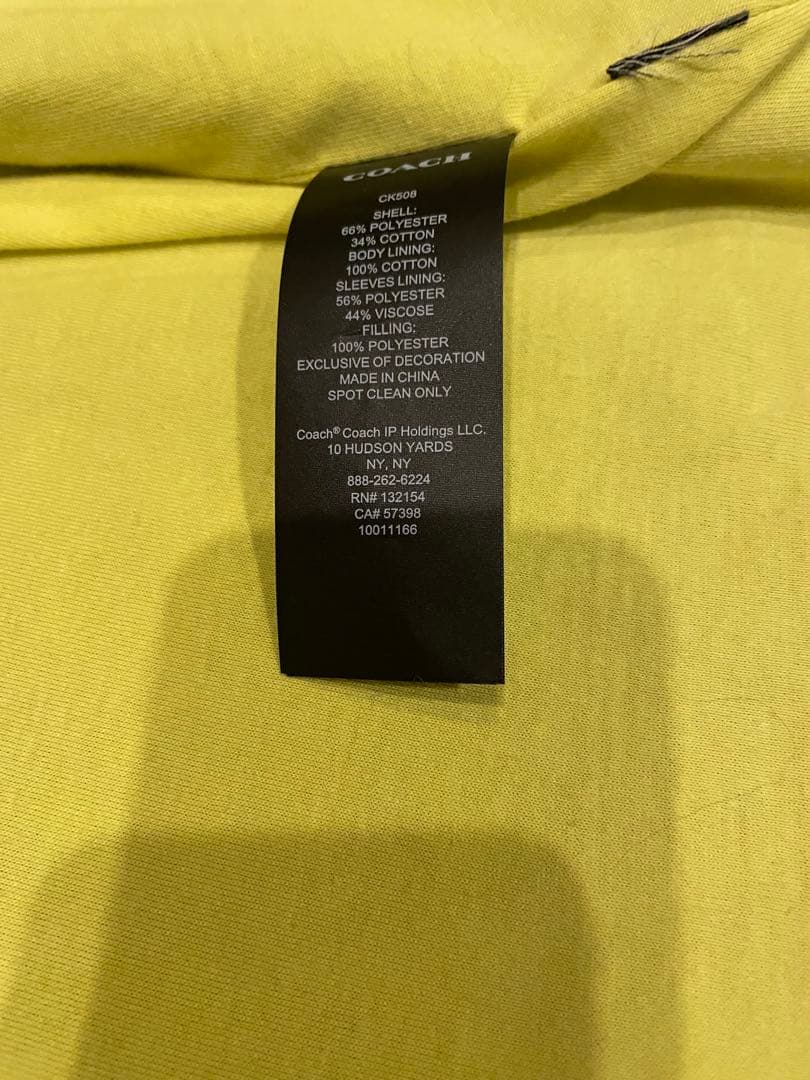 COACH
CK508
SHELL:
66% POLYESTER
34% COTTON
BODY LINING:
100% COTTON
SLEEVES LINING:
56% POLYESTER
44% VISCOSE
FILLING:
100% POLYESTER
EXCLUSIVE OF DECORATION
MADE IN CHINA
SPOT CLEAN ONLY
Coach® Coach IP Holdings LLC.
10 HUDSON YARDS
NY, NY
888-262-6224
RN# 132154
CA# 57398
10011166